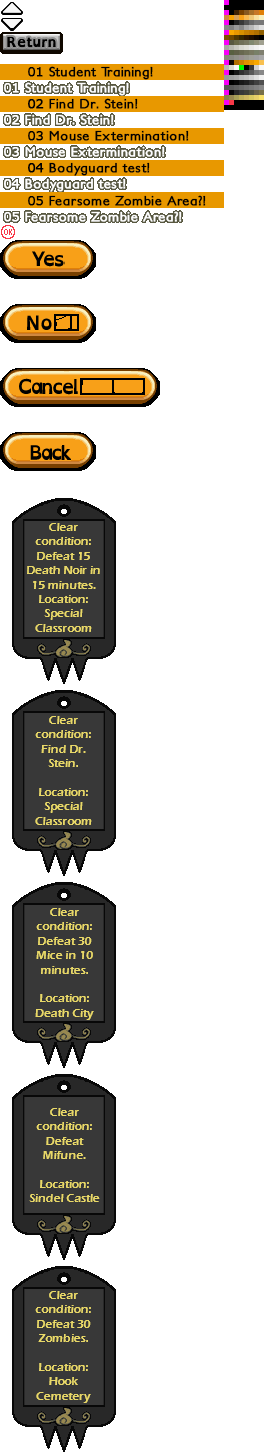 Return
01 Student Training!
01 Student Training!
02 Find Dr. Stein!
02 Find Dr. Stein!
03 Mouse Extermination!
03 Mouse Extermination!
04 Bodyguard test!
04 Bodyguard test!
05 Fearsome Zombie Area?!
05 Fearsome Zombie Area?!
OK
Yes
No
Cancel
Back
Clear
condition:
Defeat 15
Death Noir in
15 minutes.
Location:
Special
Classroom
Clear
condition:
Find Dr.
Stein.
Location:
Special
Classroom
Clear
condition:
Defeat 30
Mice in 10
minutes.
Location:
Death City
Clear
condition:
Defeat
Mifune.
Location:
Sindel Castle
Clear
condition:
Defeat 30
Zombies.
Location:
Hook
Cemetery